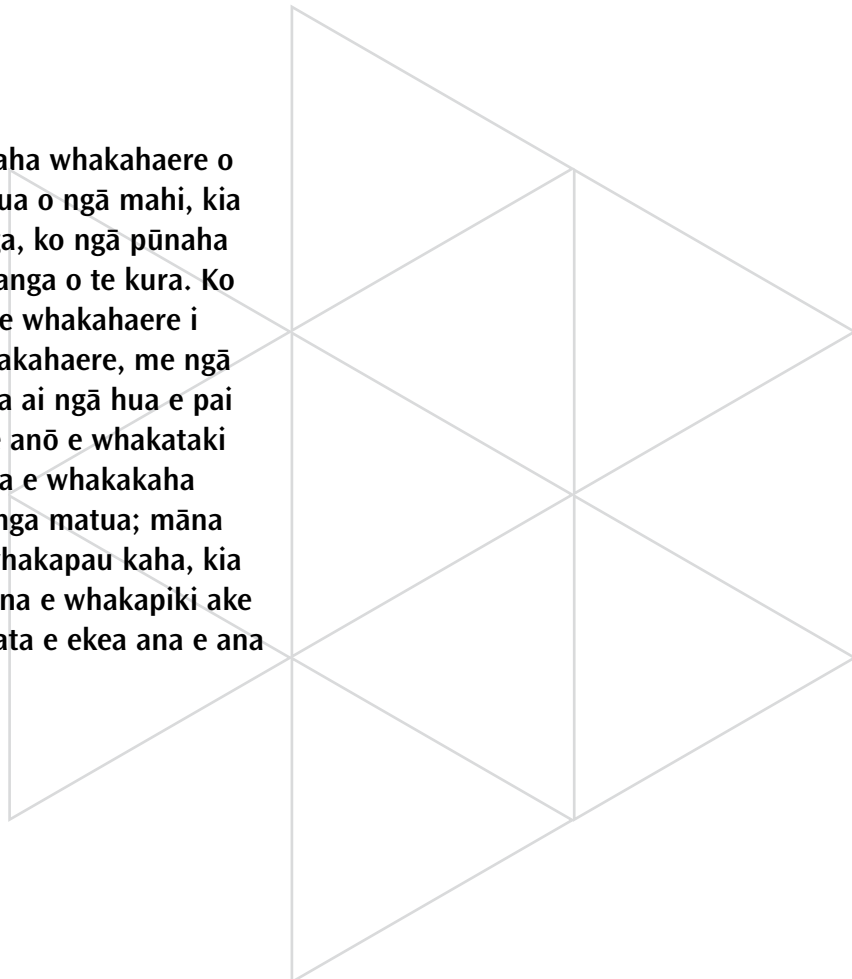 aha whakahaere o
ua o ngā mahi, kia
a, ko ngā pūnaha
anga o te kura. Ko
e whakahaere i
akahaere, me ngā
a ai ngā hua e pai
anō e whakataki
a e whakakaha
nga matua; māna
whakapau kaha, kia
na e whakapiki ake
ata e ekea ana e ana